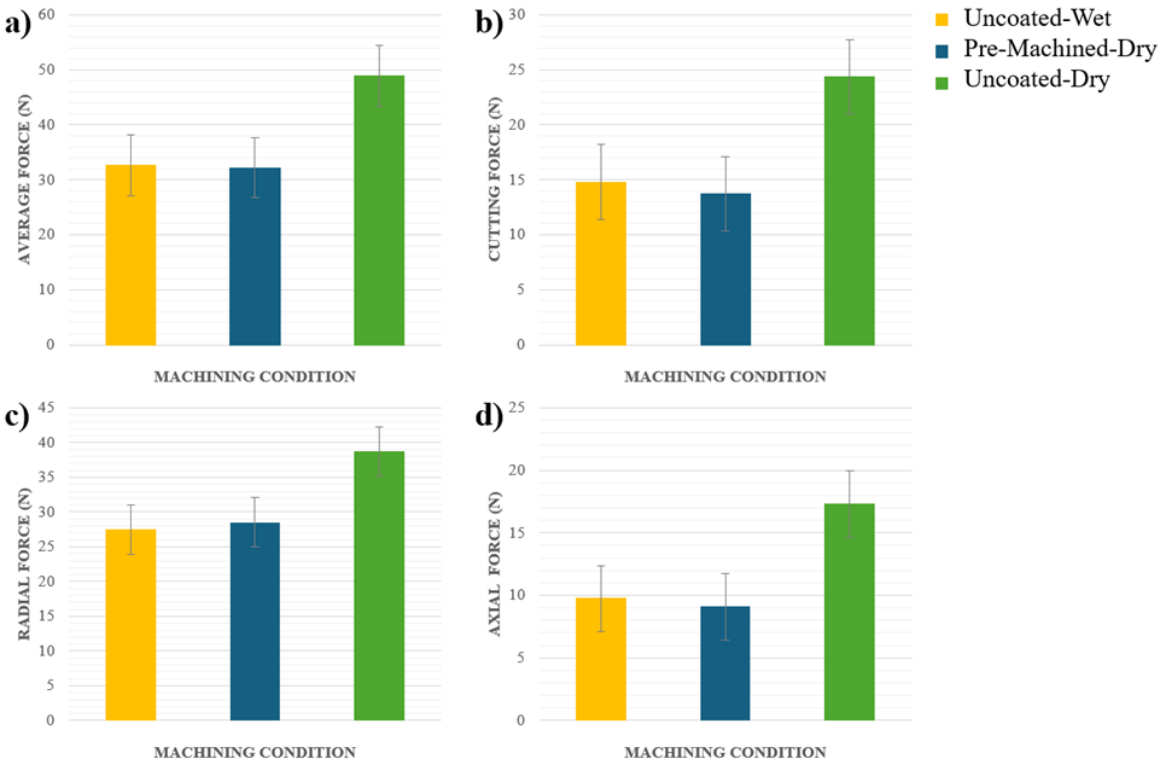 a)
60
50
40
30
20
10
0
AVERAGE FORCE (N)
MACHINING CONDITION
b)
30
25
20
15
10
5
0
CUTTING FORCE (N)
MACHINING CONDITION
Uncoated-Wet
Pre-Machined-Dry
Uncoated-Dry
c)
45
40
35
30
25
20
15
10
5
0
RADIAL FORCE (N)
MACHINING CONDITION
d)
25
20
15
10
5
0
AXIAL FORCE (N)
MACHINING CONDITION